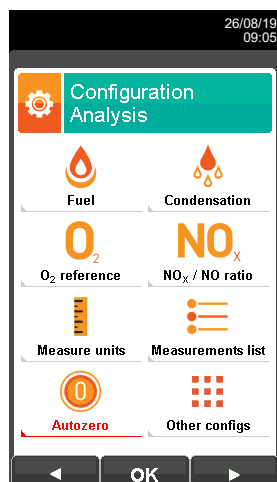 26/08/19
09:05
Configuration
Analysis
Fuel
Condensation
O2
NOX
O2 reference
NOX / NO ratio
Measure units
Measurements list
0
Autozero
Other configs
◄ OK ►